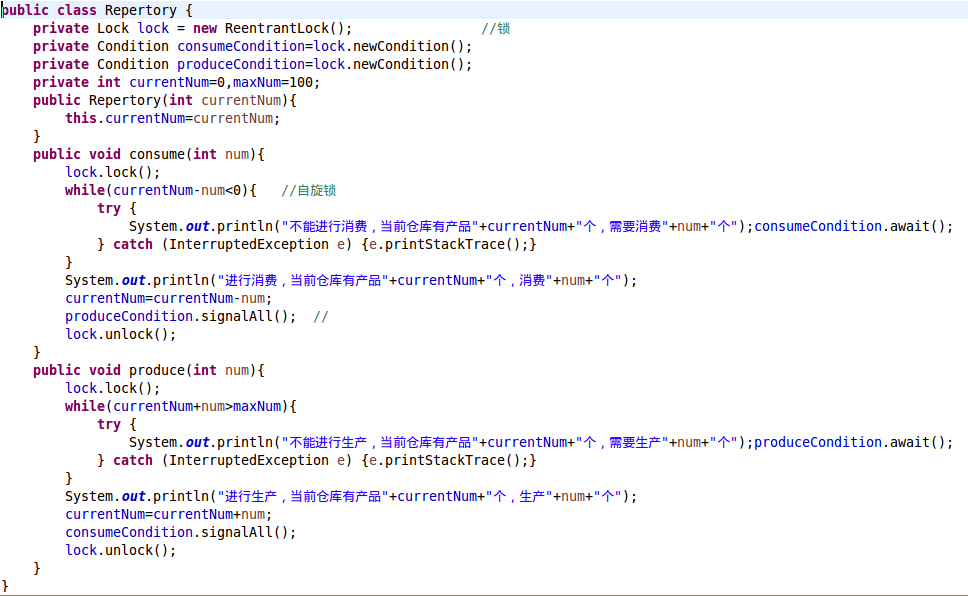 public class Repertory {
    private Lock lock = new ReentrantLock();                //锁
    private Condition consumeCondition=lock.newCondition();
    private Condition produceCondition=lock.newCondition();
    private int currentNum=0,maxNum=100;
    public Repertory(int currentNum){
        this.currentNum=currentNum;
    }
    public void consume(int num){
        lock.lock();
        while(currentNum-num<0){   //自旋锁
            try {
                System.out.println("不能进行消费，当前仓库有产品"+currentNum+"个，需要消费"+num+"个");consumeCondition.await();
            } catch (InterruptedException e) {e.printStackTrace();}
        }
        System.out.println("进行消费，当前仓库有产品"+currentNum+"个，消费"+num+"个");
        currentNum=currentNum-num;
        produceCondition.signalAll();  //
        lock.unlock();
    }
    public void produce(int num){
        lock.lock();
        while(currentNum+num>maxNum){
            try {
                System.out.println("不能进行生产，当前仓库有产品"+currentNum+"个，需要生产"+num+"个");produceCondition.await();
            } catch (InterruptedException e) {e.printStackTrace();}
        }
        System.out.println("进行生产，当前仓库有产品"+currentNum+"个，生产"+num+"个");
        currentNum=currentNum+num;
        consumeCondition.signalAll();
        lock.unlock();
    }
}